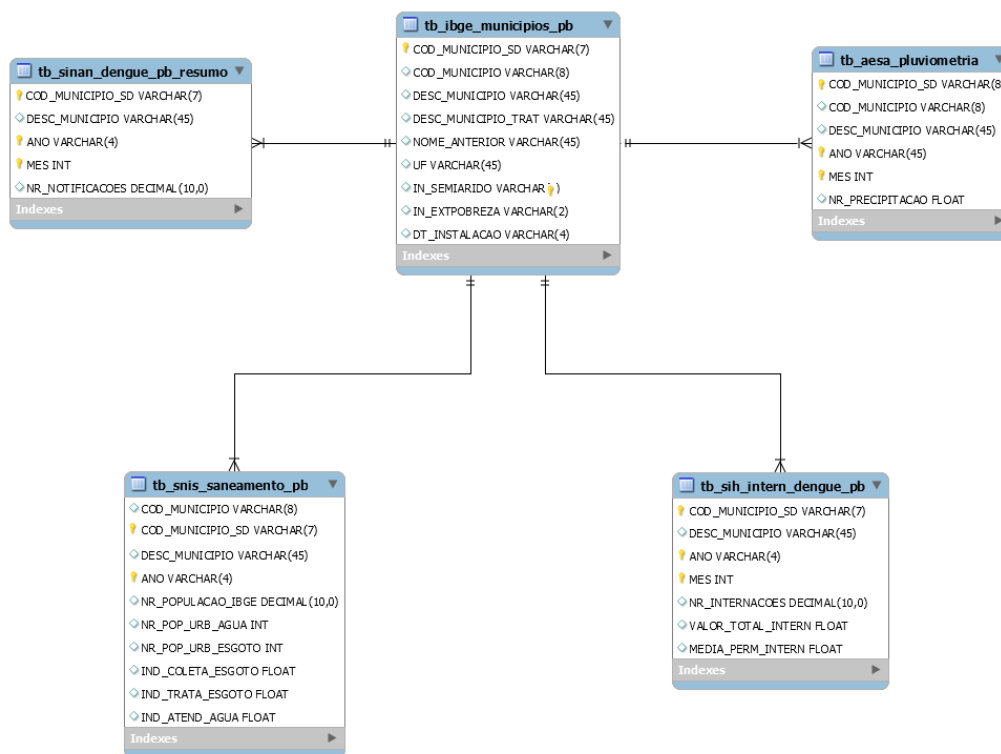 tb_ibge_municipios_pb
COD_MUNICIPIO_SD VARCHAR(7)
COD_MUNICIPIO VARCHAR(8)
DESC_MUNICIPIO VARCHAR(45)
DESC_MUNICIPIO_TRAT VARCHAR(45)
NOME_ANTERIOR VARCHAR(45)
UF VARCHAR(45)
IN_SEMIARIDO VARCHAR( )
IN_EXTPOBREZA VARCHAR(2)
DT_INSTALACAO VARCHAR(4)
Indexes
tb_sinan_dengue_pb_resumo
COD_MUNICIPIO_SD VARCHAR(7)
DESC_MUNICIPIO VARCHAR(45)
ANO VARCHAR(4)
MES INT
NR_NOTIFICACOES DECIMAL(10,0)
Indexes
tb_aesa_pluviometria
COD_MUNICIPIO_SD VARCHAR(8
COD_MUNICIPIO VARCHAR(8)
DESC_MUNICIPIO VARCHAR(45)
ANO VARCHAR(45)
MES INT
NR_PRECIPITACAO FLOAT
Indexes
tb_snis_saneamento_pb
COD_MUNICIPIO VARCHAR(8)
COD_MUNICIPIO_SD VARCHAR(7)
DESC_MUNICIPIO VARCHAR(45)
ANO VARCHAR(4)
NR_POPULACAO_IBGE DECIMAL(10,0)
NR_POP_URB_AGUA INT
NR_POP_URB_ESGOTO INT
IND_COLETA_ESGOTO FLOAT
IND_TRATA_ESGOTO FLOAT
IND_ATEND_AGUA FLOAT
Indexes
tb_sih_intern_dengue_pb
COD_MUNICIPIO_SD VARCHAR(7)
DESC_MUNICIPIO VARCHAR(45)
ANO VARCHAR(4)
MES INT
NR_INTERNACOES DECIMAL(10,0)
VALOR_TOTAL_INTERN FLOAT
MEDIA_PERM_INTERN FLOAT
Indexes